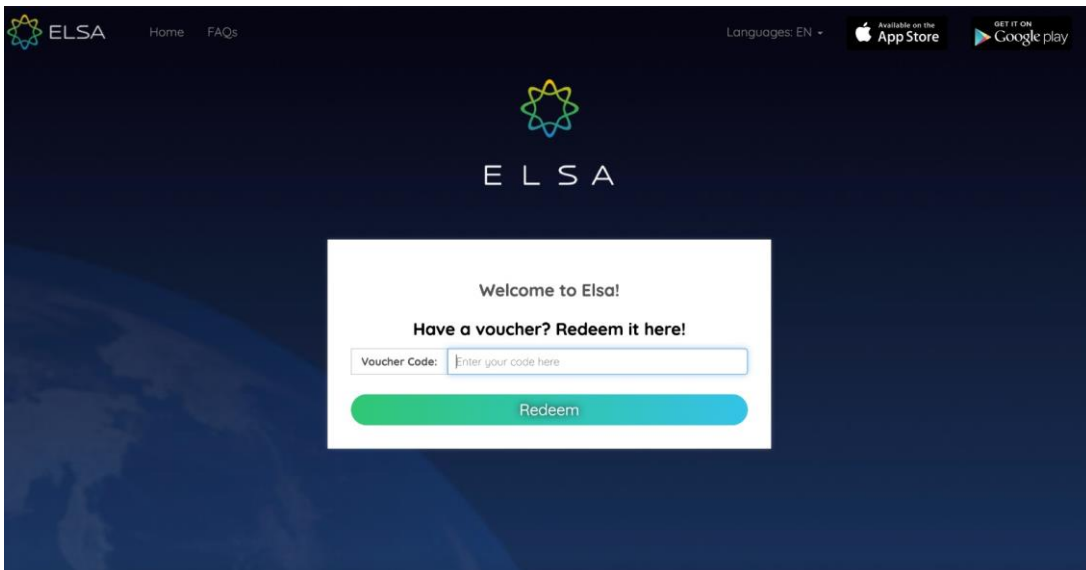 ELSA Home FAQs Languages: EN Available on the App Store GET IT ON Google play
ELSA
Welcome to Elsa!
Have a voucher? Redeem it here!
Voucher Code: Enter your code here
Redeem